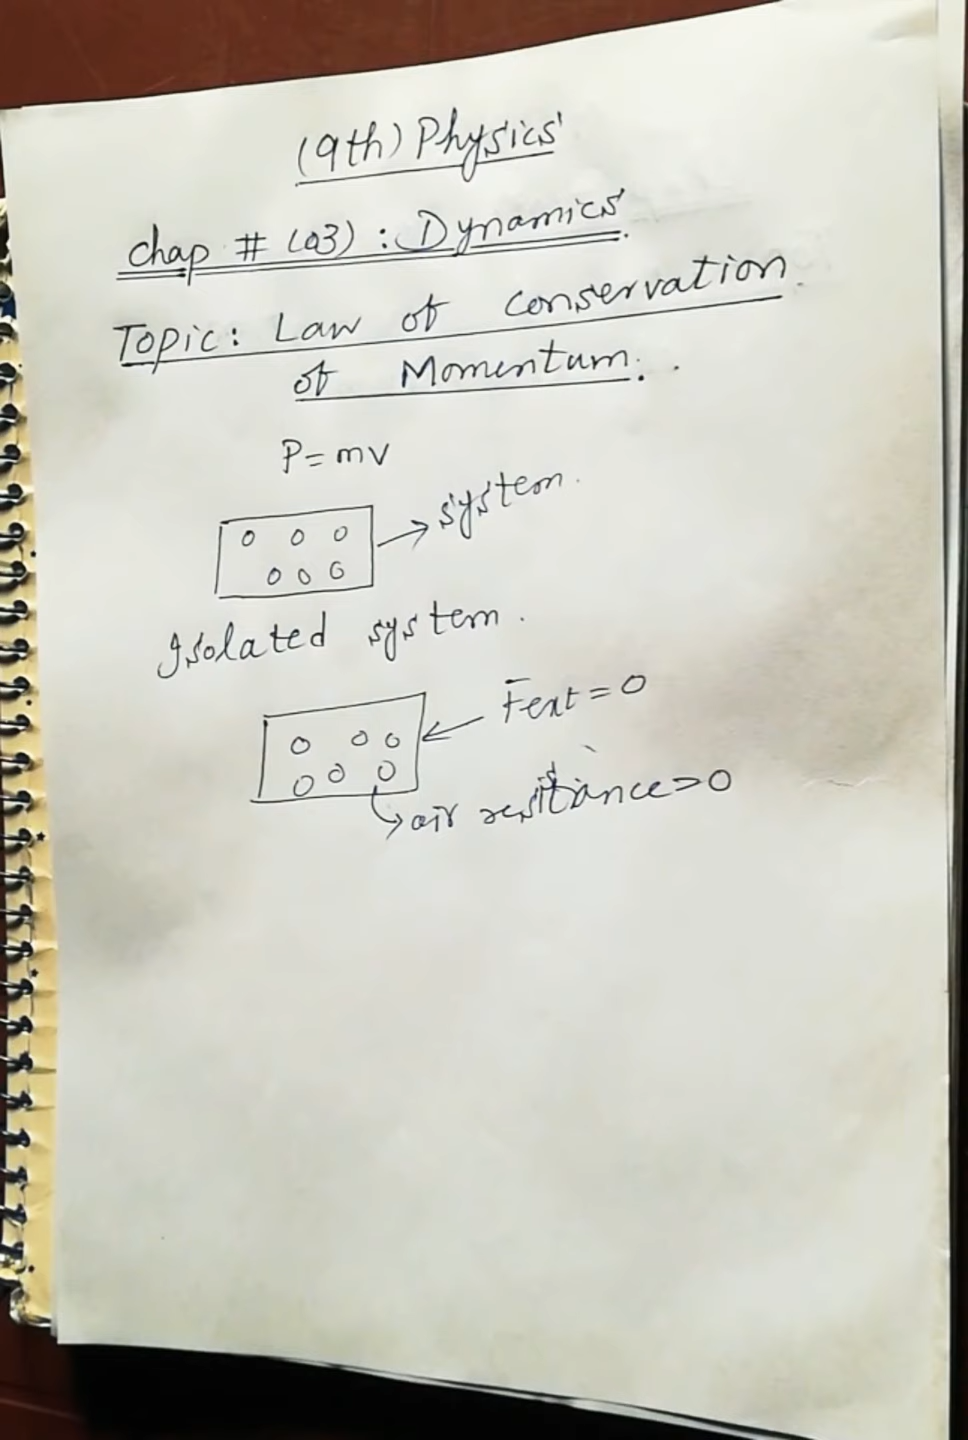 (9th) Physics
Chap # (03) : Dynamics.
Topic: Law of Conservation.
of Momentum.
P = mv
→ system.
Isolated system.
Fext = 0
→ air resistance = 0